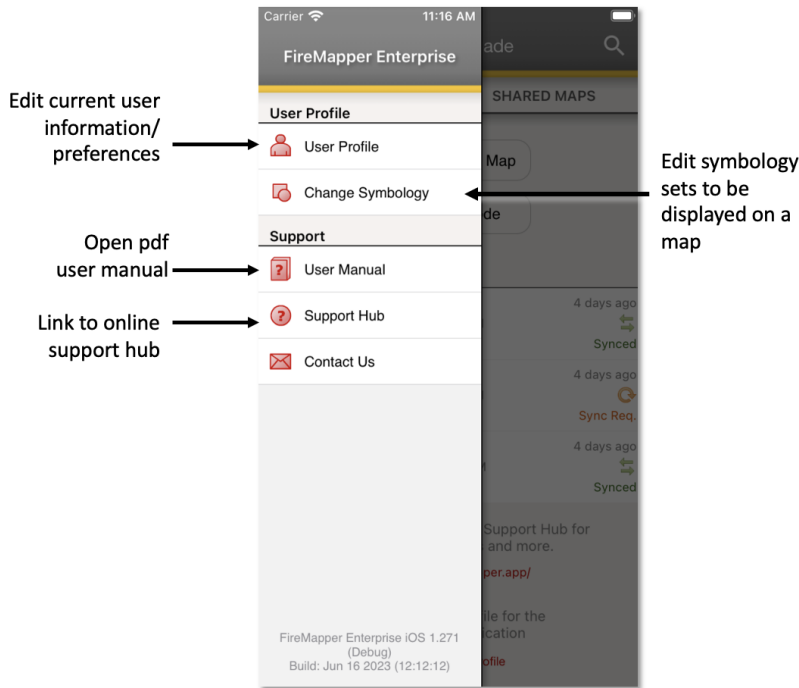 Carrier
11:16 AM
FireMapper Enterprise
ade
SHARED MAPS
User Profile
User Profile
Map
Change Symbology
de
Support
User Manual
4 days ago
Support Hub
Synced
Contact Us
4 days ago
Sync Req.
4 days ago
Synced
Support Hub for
and more.
per.app/
ile for the
ication
ofile
FireMapper Enterprise iOS 1.271
(Debug)
Build: Jun 16 2023 (12:12:12)
Edit current user
information/
preferences
Open pdf
user manual
Link to online
support hub
Edit symbology
sets to be
displayed on a
map